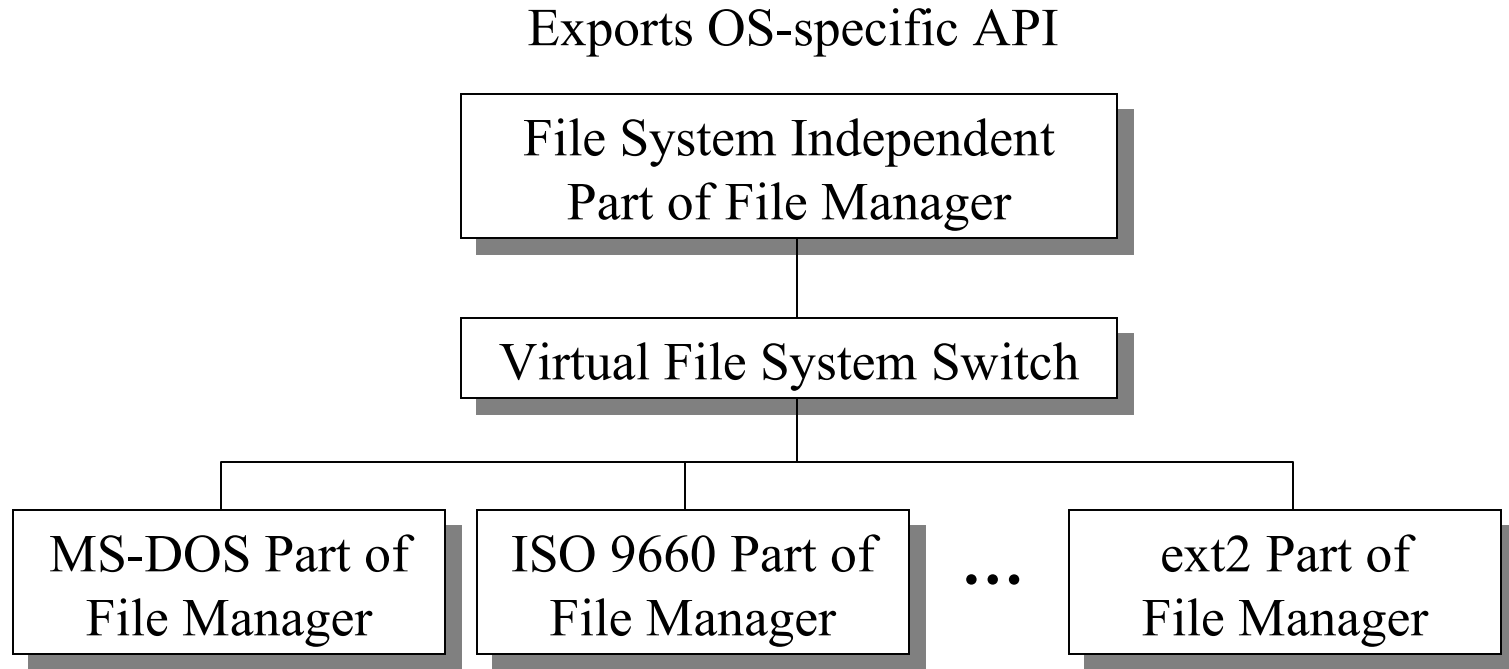 Exports OS-specific API
File System Independent
Part of File Manager
Virtual File System Switch
MS-DOS Part of
File Manager
ISO 9660 Part of
File Manager
...
ext2 Part of
File Manager